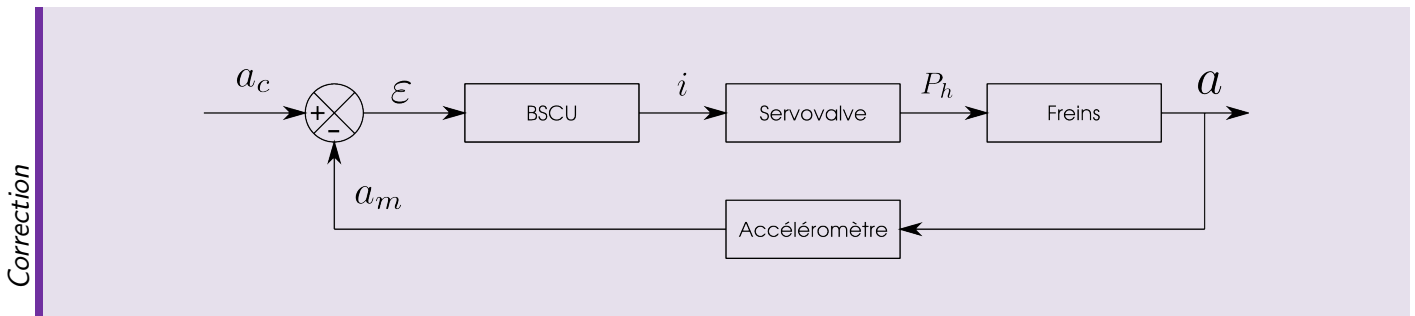 a_c
ε
i
P_h
a
+
-
BSCU
Servovalve
Freins
a_m
Accéléromètre
Correction